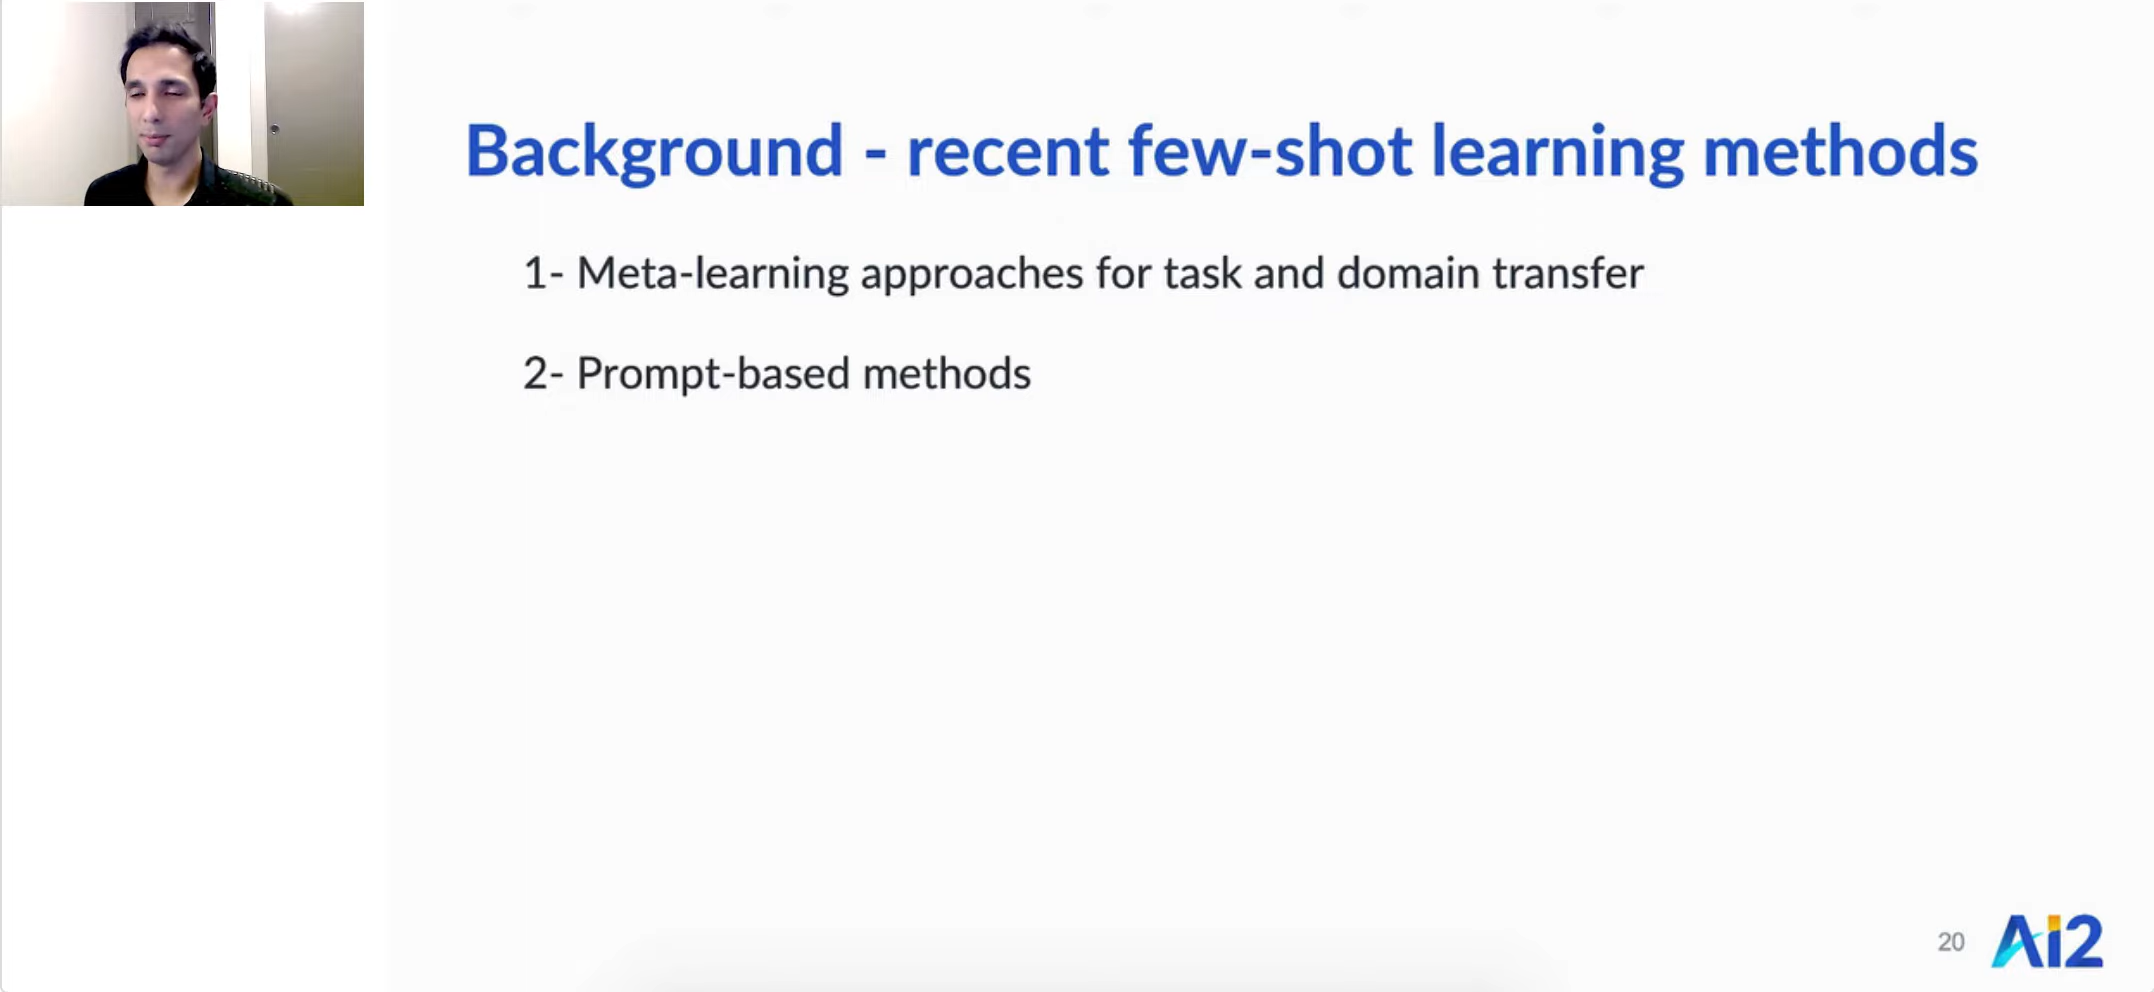 Background - recent few-shot learning methods
1- Meta-learning approaches for task and domain transfer
2- Prompt-based methods
20 Ai2